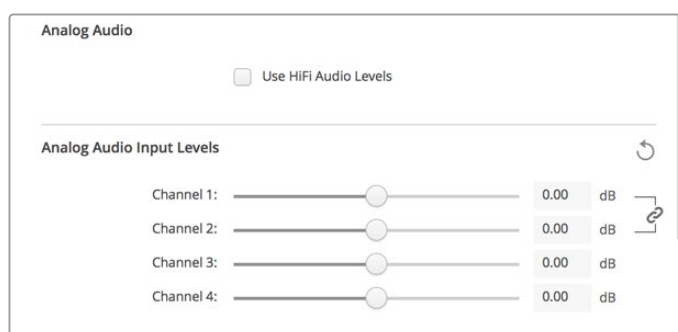 Analog Audio
Use HiFi Audio Levels
Analog Audio Input Levels
Channel 1: 0.00 dB
Channel 2: 0.00 dB
Channel 3: 0.00 dB
Channel 4: 0.00 dB